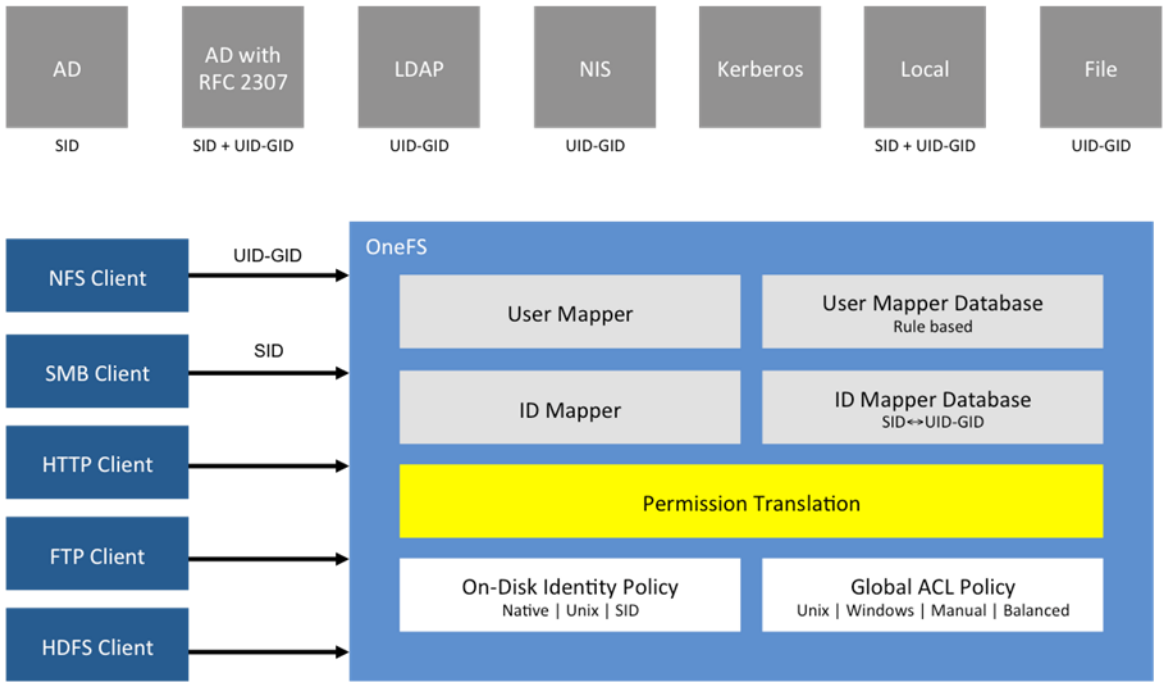 AD
AD with
RFC 2307
LDAP
NIS
Kerberos
Local
File
SID
SID + UID-GID
UID-GID
UID-GID
SID + UID-GID
UID-GID
NFS Client
UID-GID
SMB Client
SID
HTTP Client
FTP Client
HDFS Client
OneFS
User Mapper
User Mapper Database
Rule based
ID Mapper
ID Mapper Database
SID↔UID-GID
Permission Translation
On-Disk Identity Policy
Native | Unix | SID
Global ACL Policy
Unix | Windows | Manual | Balanced